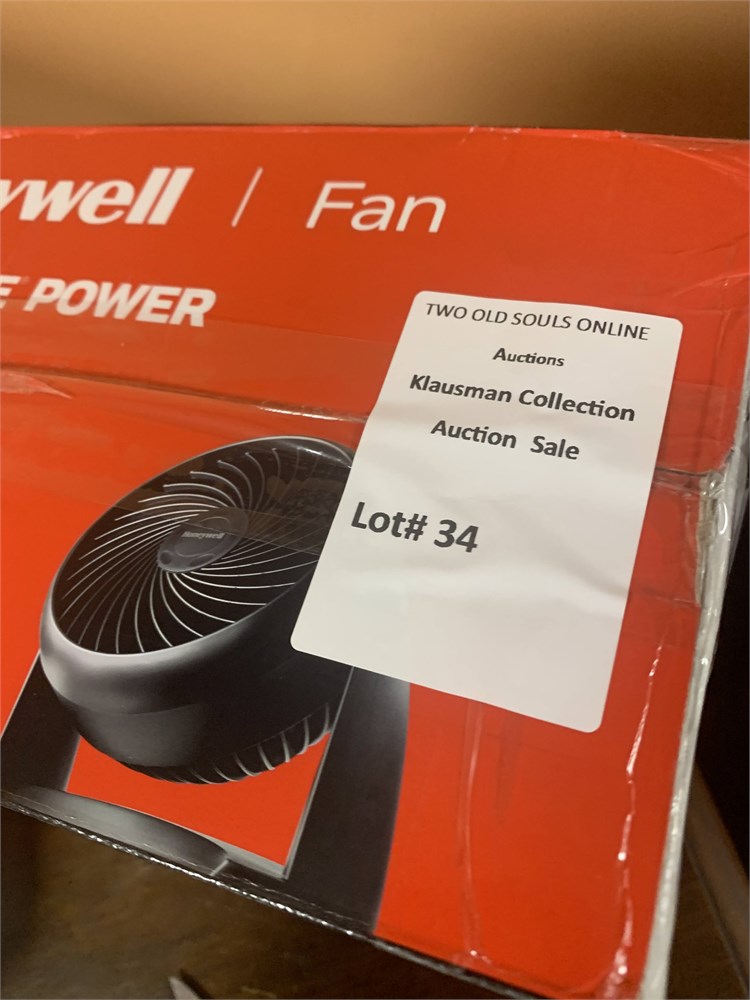 ywell | Fan
E POWER
TWO OLD SOULS ONLINE
Auctions
Klausman Collection
Auction Sale
Lot# 34
Honeywell